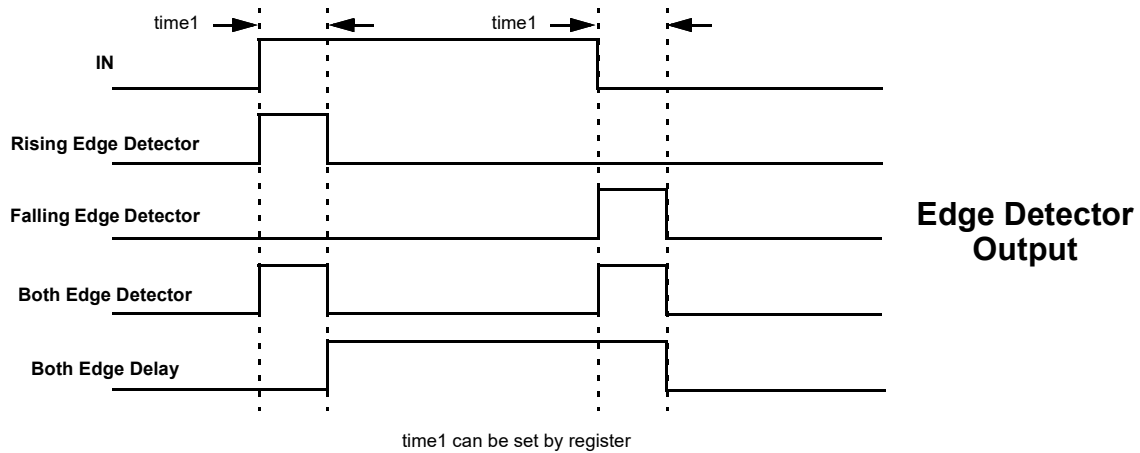 time1
time1
IN
Rising Edge Detector
Falling Edge Detector
Edge Detector
Output
Both Edge Detector
Both Edge Delay
time1 can be set by register